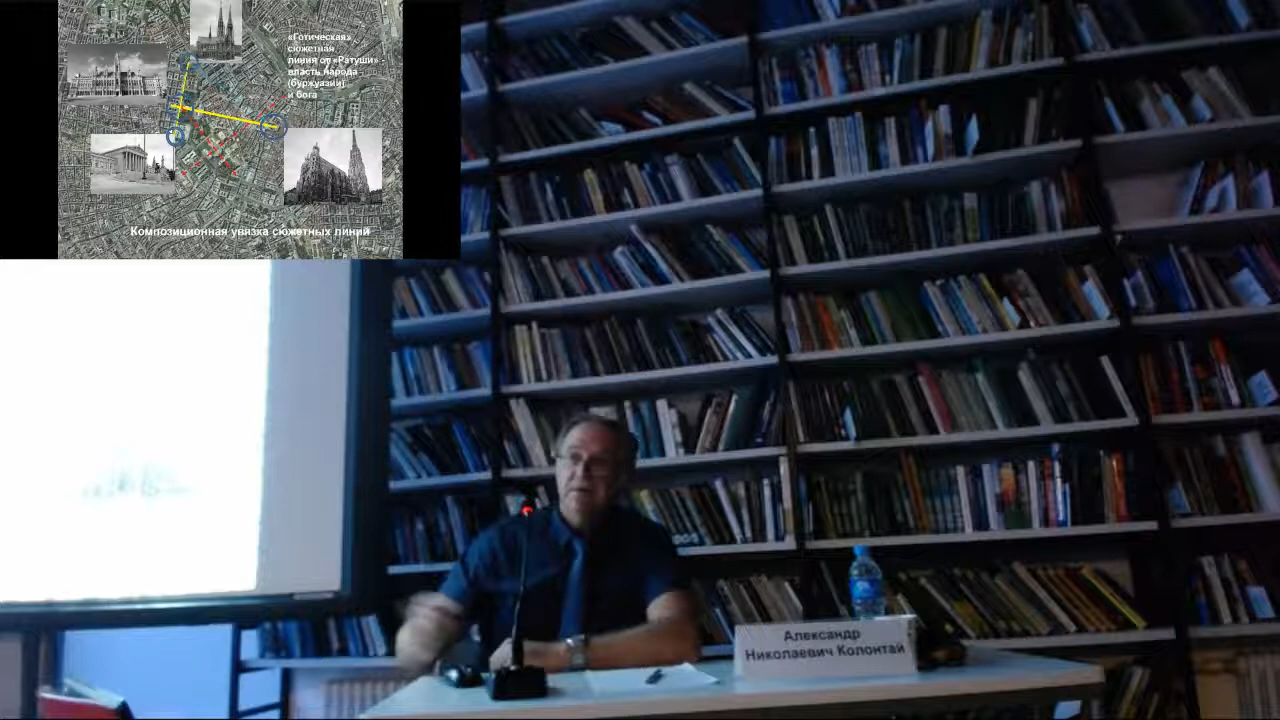 «Готическая»
сюжетная
линия от «Ратуши» -
власть народа
(буржуазии)
и бога
Композиционная увязка сюжетных линий
Александр
Николаевич Колонтай